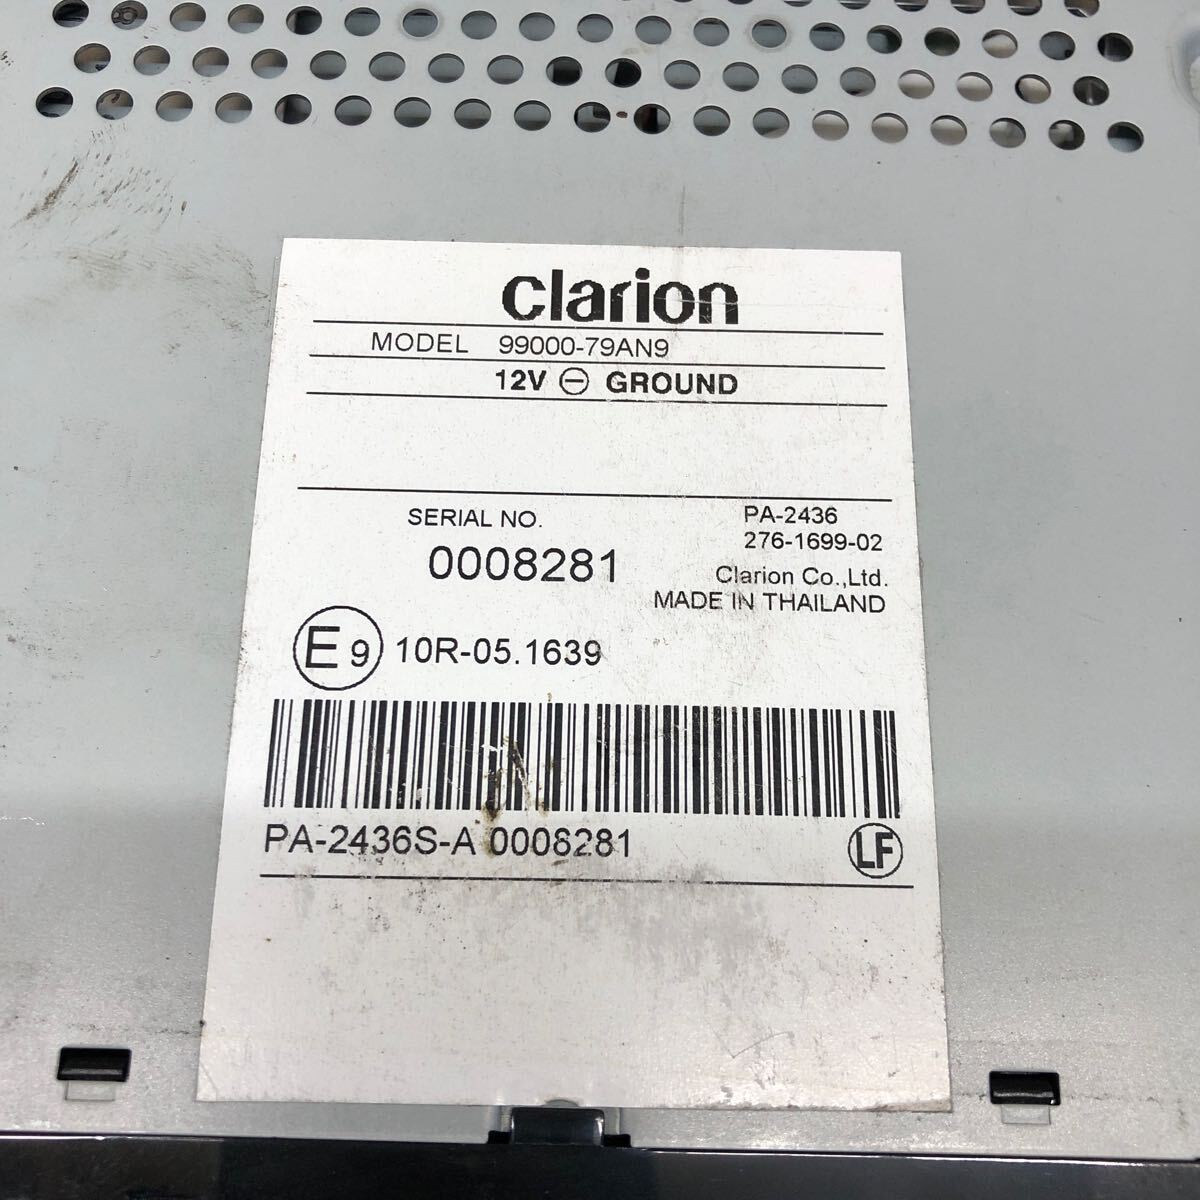 clarion
MODEL 99000-79AN9
12V ⊖ GROUND
SERIAL NO.
0008281
PA-2436
276-1699-02
Clarion Co.,Ltd.
MADE IN THAILAND
E9 10R-05.1639
PA-2436S-A 0008281
LF